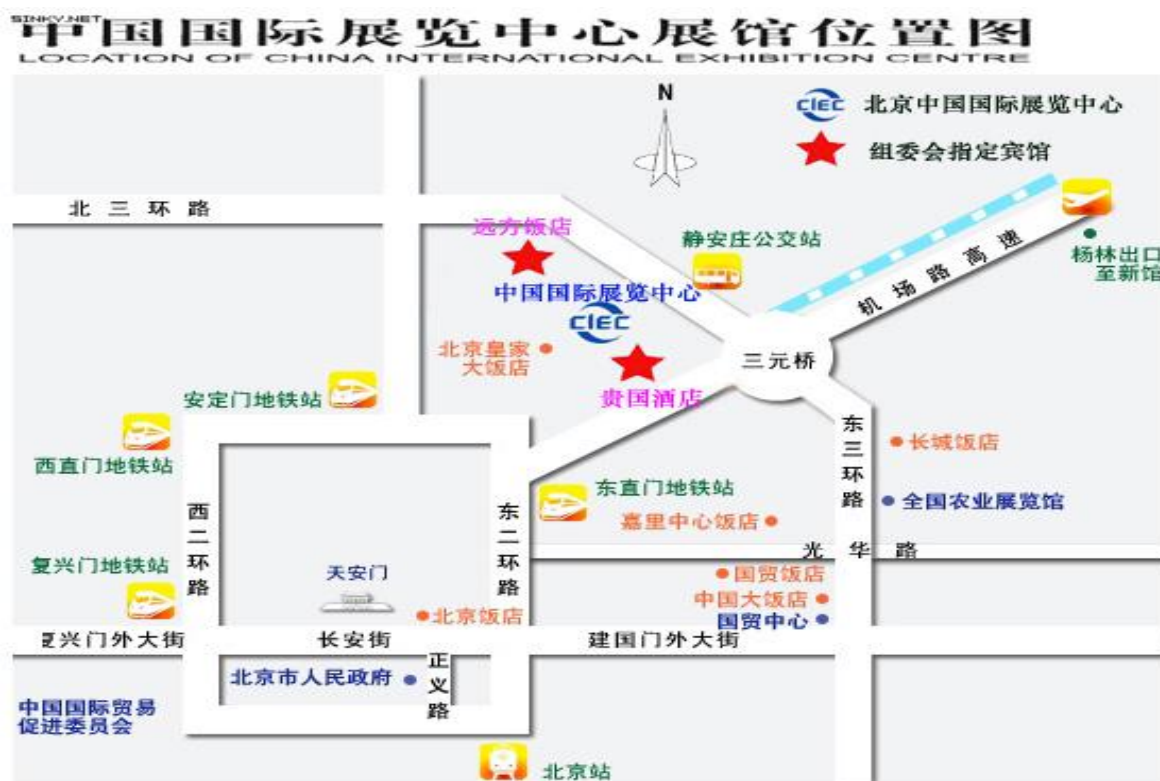 SINKY.NET
中国国际展览中心展馆位置图
LOCATION OF CHINA INTERNATIONAL EXHIBITION CENTRE
N
CIEC 北京中国国际展览中心
组委会指定宾馆
北三环路
远方饭店
静安庄公交站
机场路高速
杨林出口
至新馆
中国国际展览中心
CIEC
北京皇家
大饭店
三元桥
贵国酒店
安定门地铁站
西直门地铁站
东三环路
长城饭店
东直门地铁站
全国农业展览馆
嘉里中心饭店
西二环路
东二环路
光华路
复兴门地铁站
天安门
国贸饭店
中国大饭店
北京饭店
国贸中心
复兴门外大街
长安街
建国门外大街
正义路
北京市人民政府
中国国际贸易
促进委员会
北京站